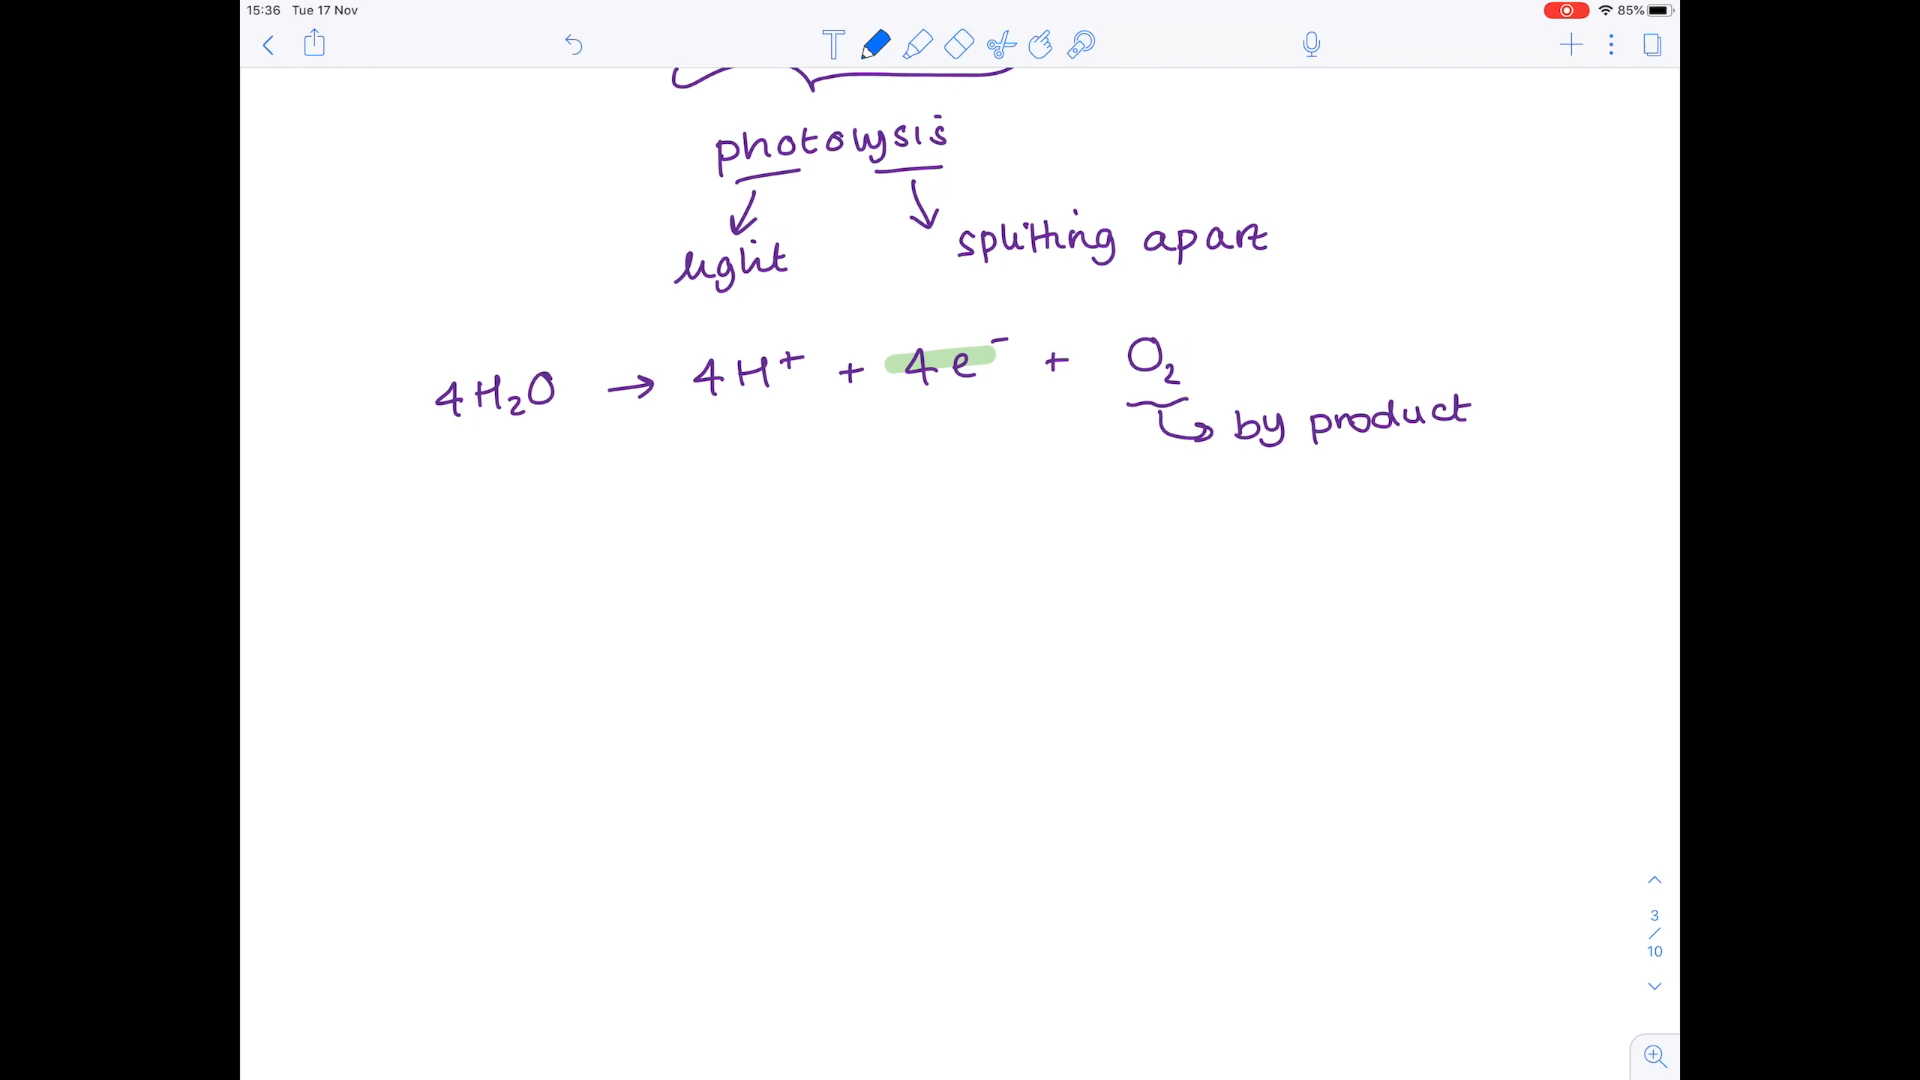 15:36 Tue 17 Nov
85%
T
photolysis
light
splitting apart
4H₂O → 4H⁺ + 4e⁻ + O₂
by product
3
/
10